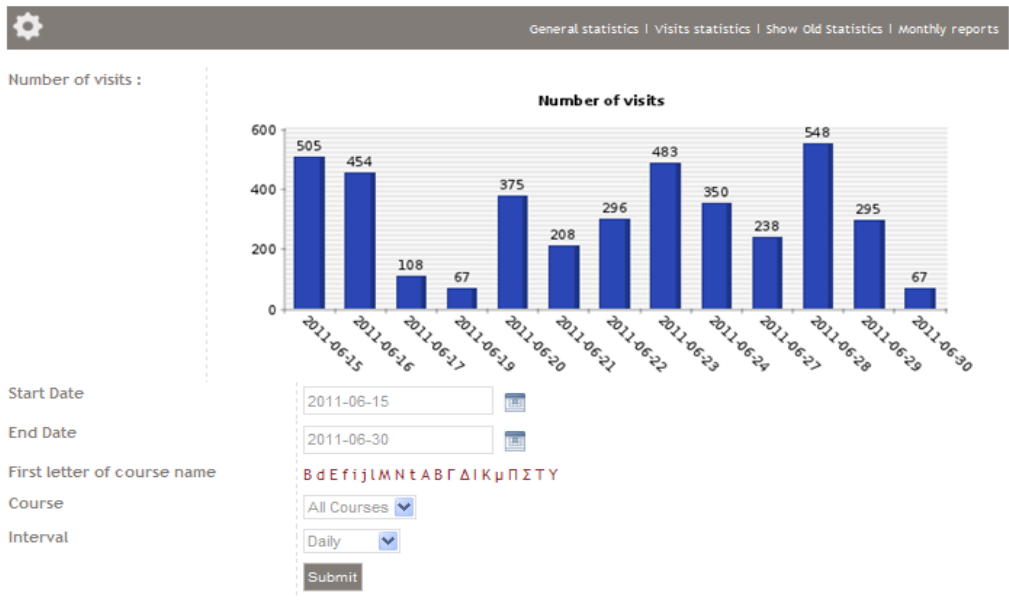 General statistics | Visits statistics | Show Old Statistics | Monthly reports
Number of visits :
Number of visits
600
400
200
0
505
454
108
67
375
208
296
483
350
238
548
295
67
2011-06-15
2011-06-16
2011-06-17
2011-06-19
2011-06-20
2011-06-21
2011-06-22
2011-06-23
2011-06-24
2011-06-27
2011-06-28
2011-06-29
2011-06-30
Start Date
2011-06-15
End Date
2011-06-30
First letter of course name
B d E f i j l M N t Α Β Γ Δ Ι Κ μ Π Σ Τ Υ
Course
All Courses
Interval
Daily
Submit